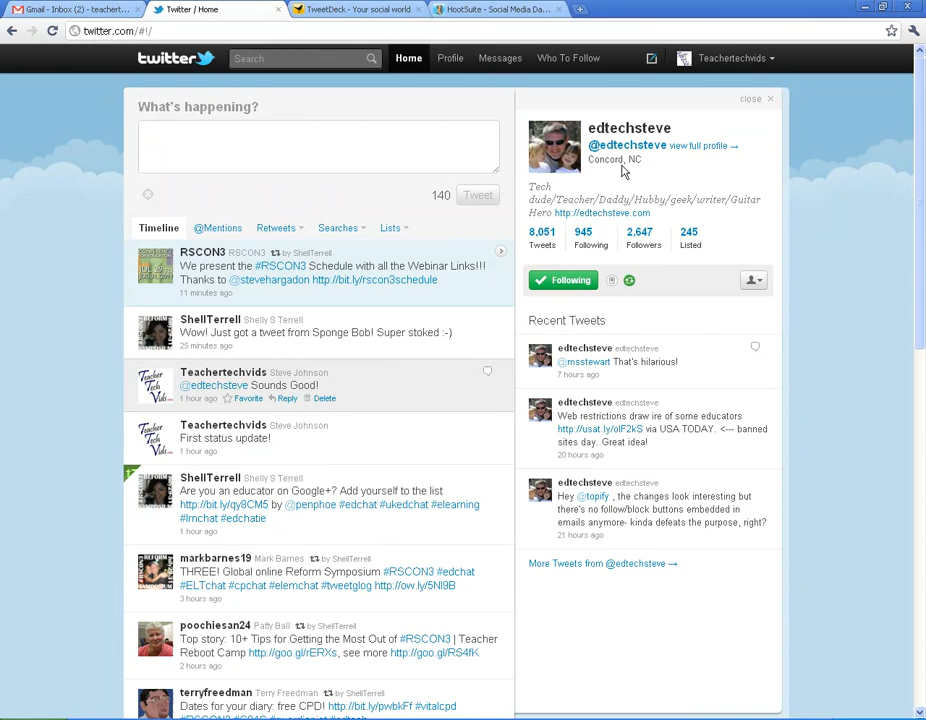 Gmail - Inbox (2) - teachert...
Twitter / Home
TweetDeck - Your social world
HootSuite - Social Media Da...
twitter.com/#!/
twitter
Search
Home
Profile
Messages
Who To Follow
Teachertechvids
What's happening?
140
Tweet
Timeline
@Mentions
Retweets
Searches
Lists
RSCON3 RSCON3 by ShellTerrell
We present the #RSCON3 Schedule with all the Webinar Links!!!
Thanks to @stevehargadon http://bit.ly/rscon3schedule
11 minutes ago
ShellTerrell Shelly S Terrell
Wow! Just got a tweet from Sponge Bob! Super stoked :-)
25 minutes ago
Teacher
Tech
Vids.com
Teachertechvids Steve Johnson
@edtechsteve Sounds Good!
1 hour ago Favorite Reply Delete
Teacher
Tech
Vids.com
Teachertechvids Steve Johnson
First status update!
1 hour ago
ShellTerrell Shelly S Terrell
Are you an educator on Google+? Add yourself to the list
http://bit.ly/qy8CM5 by @penphoe #edchat #ukedchat #elearning
#lrnchat #edchatie
1 hour ago
markbarnes19 Mark Barnes by ShellTerrell
THREE! Global online Reform Symposium #RSCON3 #edchat
#ELTchat #cpchat #elemchat #tweetglog http://ow.ly/5Nl9B
3 hours ago
poochiesan24 Patty Ball by ShellTerrell
Top story: 10+ Tips for Getting the Most Out of #RSCON3 | Teacher
Reboot Camp http://goo.gl/rERXs, see more http://goo.gl/RS4fK
2 hours ago
terryfreedman Terry Freedman by ShellTerrell
Dates for your diary: free CPD! http://bit.ly/pwbkFf #vitalcpd
close ×
edtechsteve
@edtechsteve view full profile →
Concord, NC
Tech
dude/Teacher/Daddy/Hubby/geek/writer/Guitar
Hero http://edtechsteve.com
8,051 945 2,647 245
Tweets Following Followers Listed
Following
Recent Tweets
edtechsteve edtechsteve
@msstewart That's hilarious!
7 hours ago
edtechsteve edtechsteve
Web restrictions draw ire of some educators
http://usat.ly/olF2kS via USA TODAY. <--- banned
sites day. Great idea!
20 hours ago
edtechsteve edtechsteve
Hey @topify , the changes look interesting but
there's no follow/block buttons embedded in
emails anymore- kinda defeats the purpose, right?
21 hours ago
More Tweets from @edtechsteve →